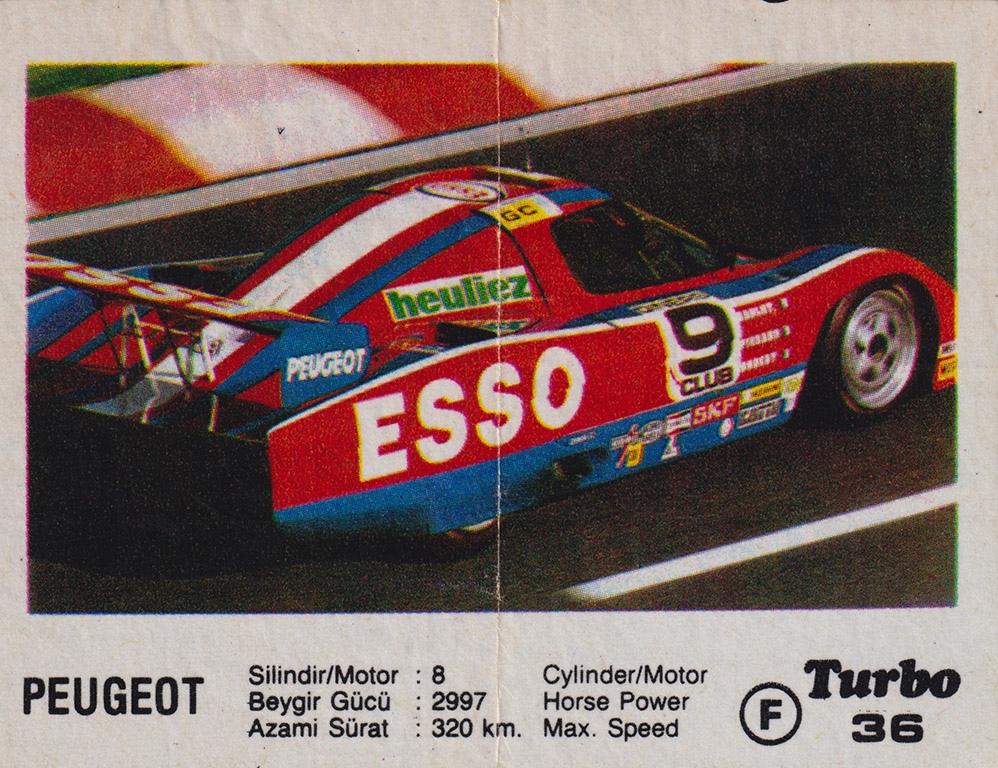 GC
heuliez
PEUGEOT
ESSO
9
CLUB
SKF
PEUGEOT
Silindir/Motor : 8 Cylinder/Motor
Beygir Gücü : 2997 Horse Power
Azami Sürat : 320 km. Max. Speed
F
Turbo
36